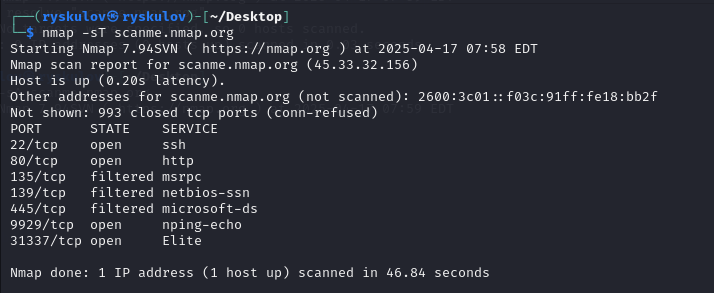 (ryskulov㉿ryskulov)-[~/Desktop]
$ nmap -sT scanme.nmap.org
Starting Nmap 7.94SVN ( https://nmap.org ) at 2025-04-17 07:58 EDT
Nmap scan report for scanme.nmap.org (45.33.32.156)
Host is up (0.20s latency).
Other addresses for scanme.nmap.org (not scanned): 2600:3c01::f03c:91ff:fe18:bb2f
Not shown: 993 closed tcp ports (conn-refused)
PORT STATE SERVICE
22/tcp open ssh
80/tcp open http
135/tcp filtered msrpc
139/tcp filtered netbios-ssn
445/tcp filtered microsoft-ds
9929/tcp open nping-echo
31337/tcp open Elite
Nmap done: 1 IP address (1 host up) scanned in 46.84 seconds